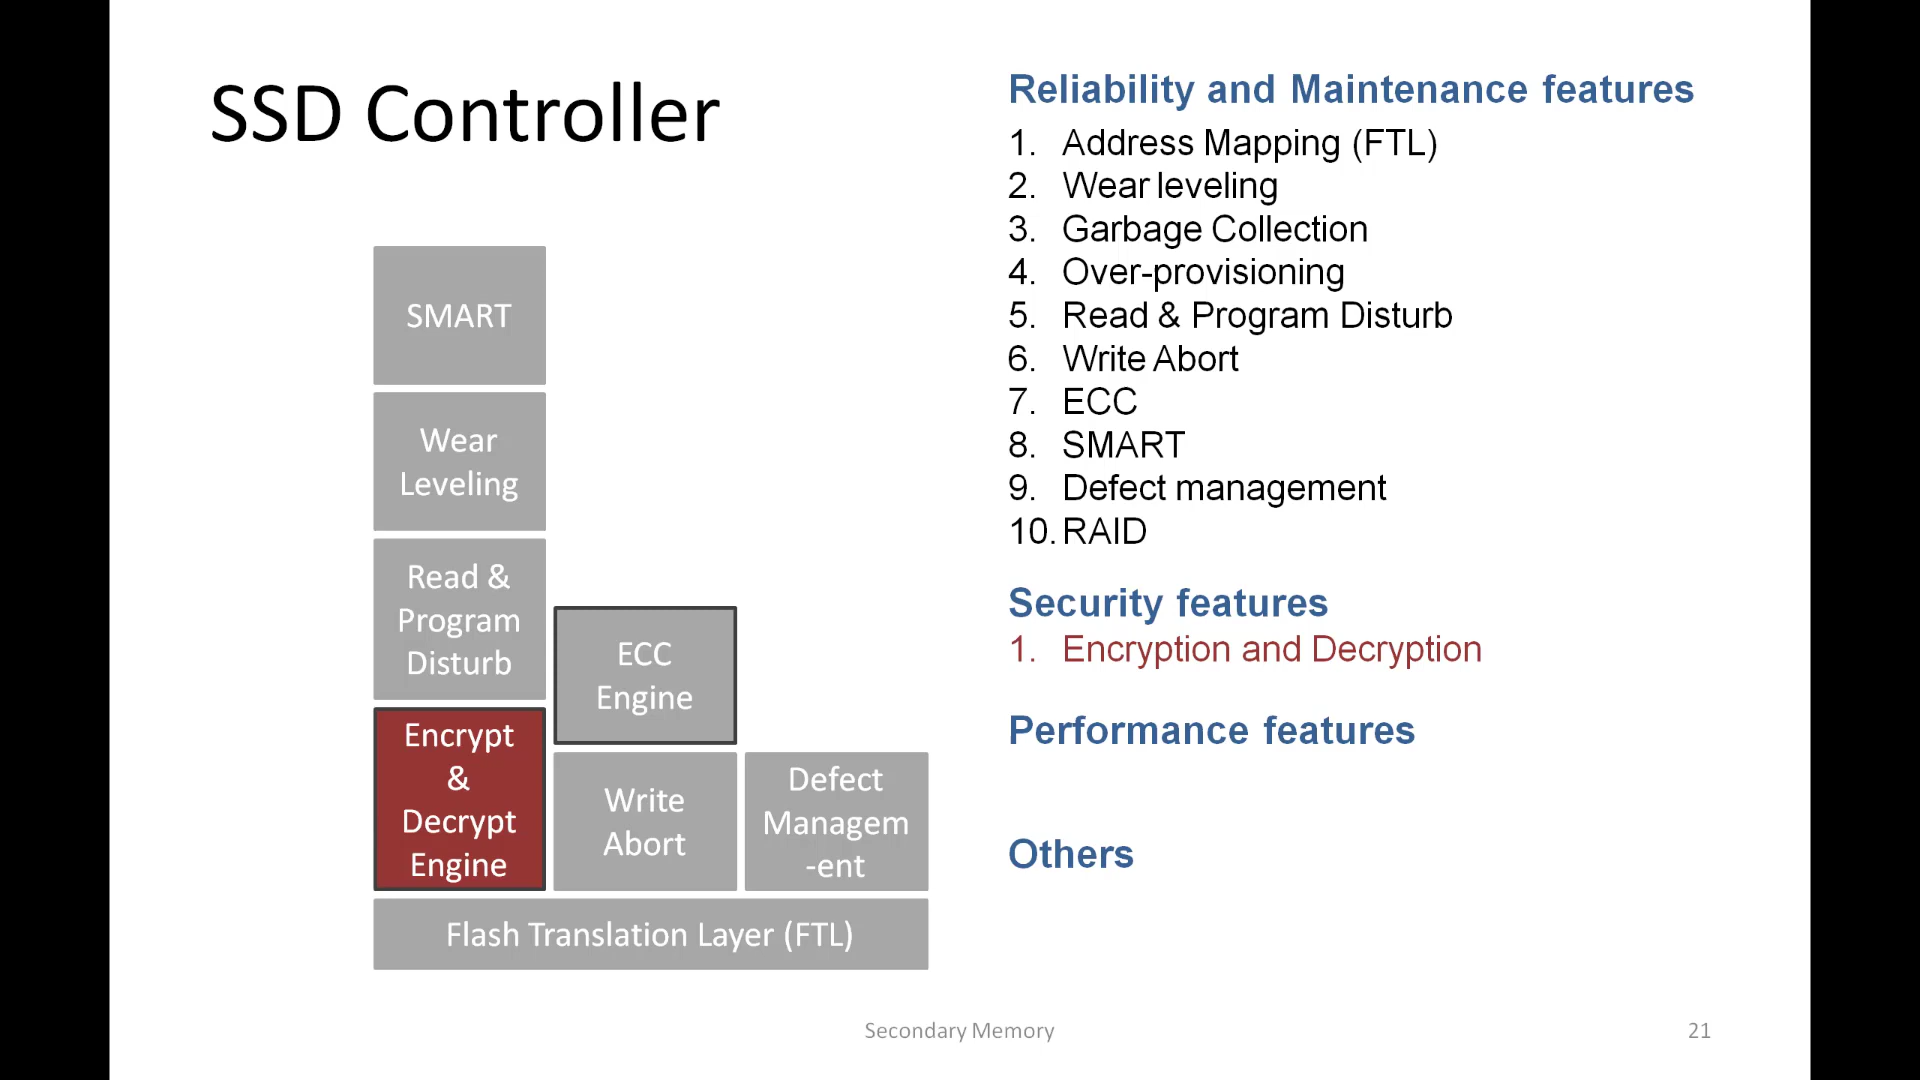 SSD Controller
SMART
Wear
Leveling
Read &
Program
Disturb
ECC
Engine
Encrypt
&
Decrypt
Engine
Write
Abort
Defect
Managem
-ent
Flash Translation Layer (FTL)
Reliability and Maintenance features
1. Address Mapping (FTL)
2. Wear leveling
3. Garbage Collection
4. Over-provisioning
5. Read & Program Disturb
6. Write Abort
7. ECC
8. SMART
9. Defect management
10. RAID
Security features
1. Encryption and Decryption
Performance features
Others
Secondary Memory
21